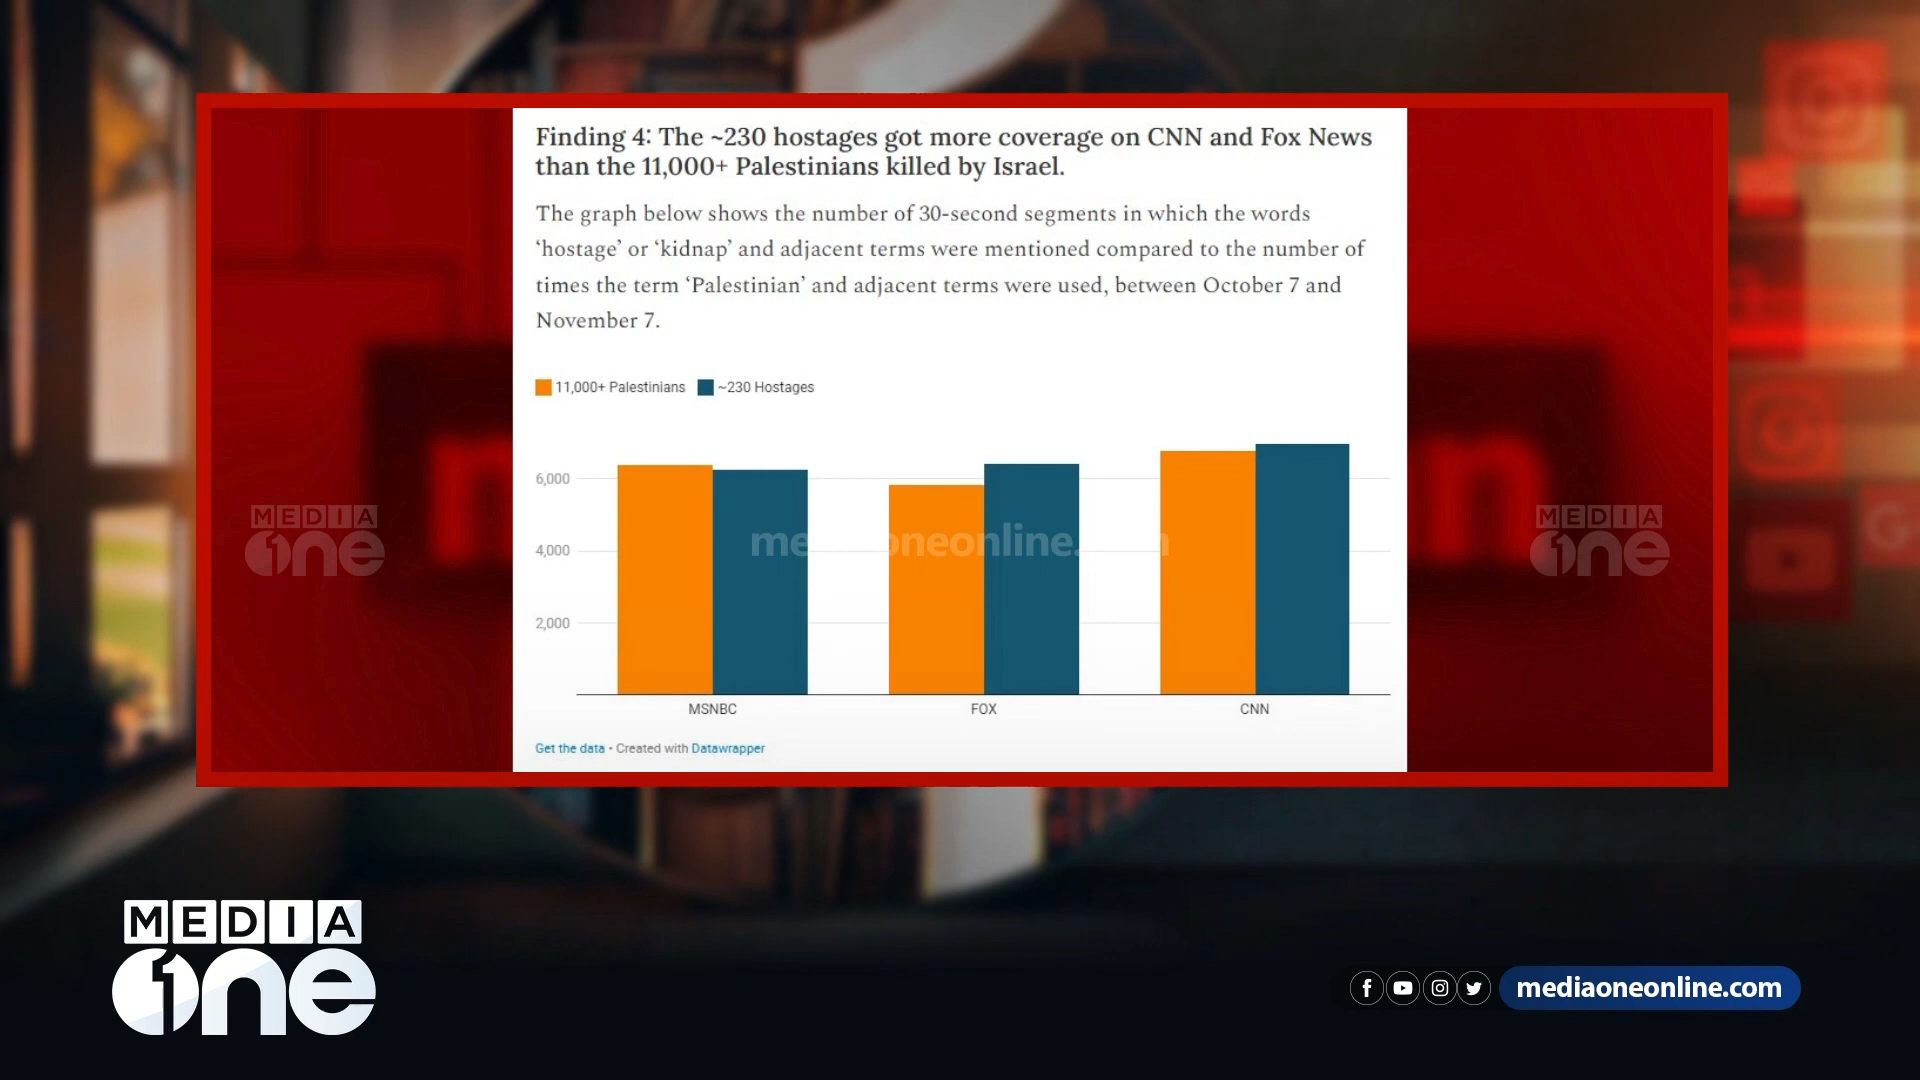 Finding 4: The ~230 hostages got more coverage on CNN and Fox News
than the 11,000+ Palestinians killed by Israel.
The graph below shows the number of 30-second segments in which the words
‘hostage’ or ‘kidnap’ and adjacent terms were mentioned compared to the number of
times the term ‘Palestinian’ and adjacent terms were used, between October 7 and
November 7.
11,000+ Palestinians ~230 Hostages
6,000
4,000
2,000
MSNBC FOX CNN
Get the data • Created with Datawrapper
MEDIA
one
MEDIA
one
MEDIA
one
mediaoneonline.com